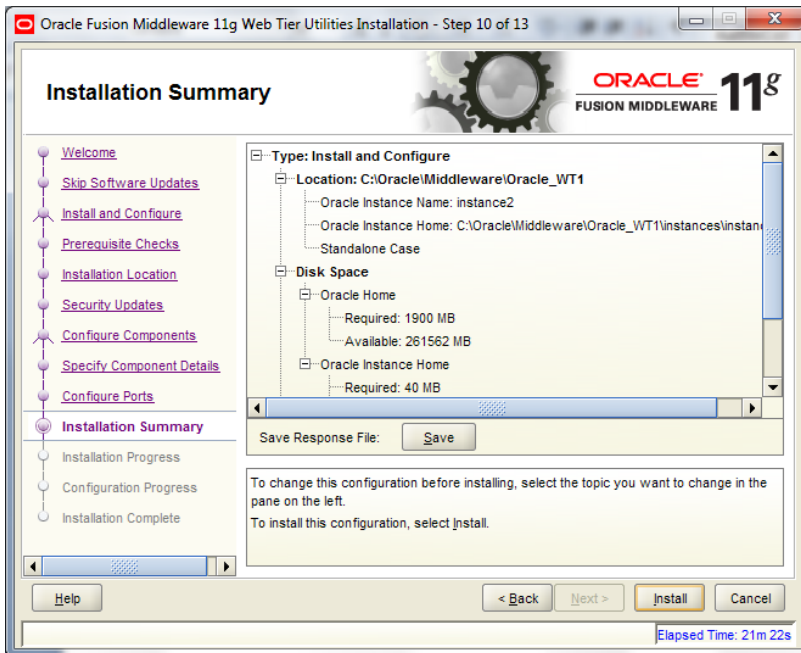 Oracle Fusion Middleware 11g Web Tier Utilities Installation - Step 10 of 13
Installation Summary
ORACLE
FUSION MIDDLEWARE
11g
Welcome
Skip Software Updates
Install and Configure
Prerequisite Checks
Installation Location
Security Updates
Configure Components
Specify Component Details
Configure Ports
Installation Summary
Installation Progress
Configuration Progress
Installation Complete
Type: Install and Configure
Location: C:\Oracle\Middleware\Oracle_WT1
Oracle Instance Name: instance2
Oracle Instance Home: C:\Oracle\Middleware\Oracle_WT1\instances\instan
Standalone Case
Disk Space
Oracle Home
Required: 1900 MB
Available: 261562 MB
Oracle Instance Home
Required: 40 MB
Save Response File:
Save
To change this configuration before installing, select the topic you want to change in the
pane on the left.
To install this configuration, select Install.
Help
< Back
Next >
Install
Cancel
Elapsed Time: 21m 22s